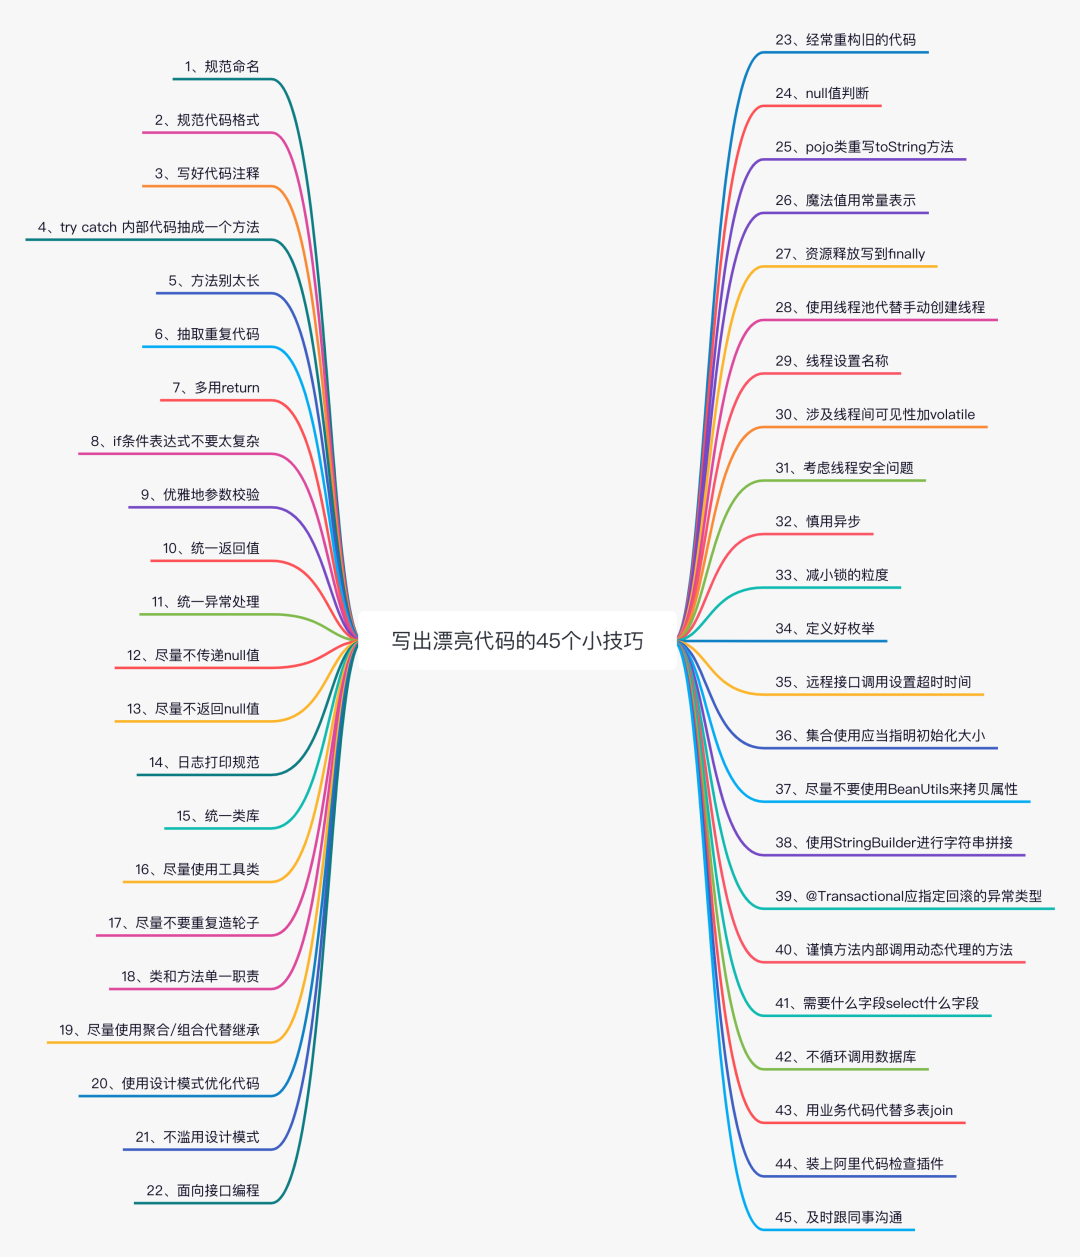 写出漂亮代码的45个小技巧
1、规范命名
2、规范代码格式
3、写好代码注释
4、try catch 内部代码抽成一个方法
5、方法别太长
6、抽取重复代码
7、多用return
8、if条件表达式不要太复杂
9、优雅地参数校验
10、统一返回值
11、统一异常处理
12、尽量不传递null值
13、尽量不返回null值
14、日志打印规范
15、统一类库
16、尽量使用工具类
17、尽量不要重复造轮子
18、类和方法单一职责
19、尽量使用聚合/组合代替继承
20、使用设计模式优化代码
21、不滥用设计模式
22、面向接口编程
23、经常重构旧的代码
24、null值判断
25、pojo类重写toString方法
26、魔法值用常量表示
27、资源释放写到finally
28、使用线程池代替手动创建线程
29、线程设置名称
30、涉及线程间可见性加volatile
31、考虑线程安全问题
32、慎用异步
33、减小锁的粒度
34、定义好枚举
35、远程接口调用设置超时时间
36、集合使用应当指明初始化大小
37、尽量不要使用BeanUtils来拷贝属性
38、使用StringBuilder进行字符串拼接
39、@Transactional应指定回滚的异常类型
40、谨慎方法内部调用动态代理的方法
41、需要什么字段select什么字段
42、不循环调用数据库
43、用业务代码代替多表join
44、装上阿里代码检查插件
45、及时跟同事沟通